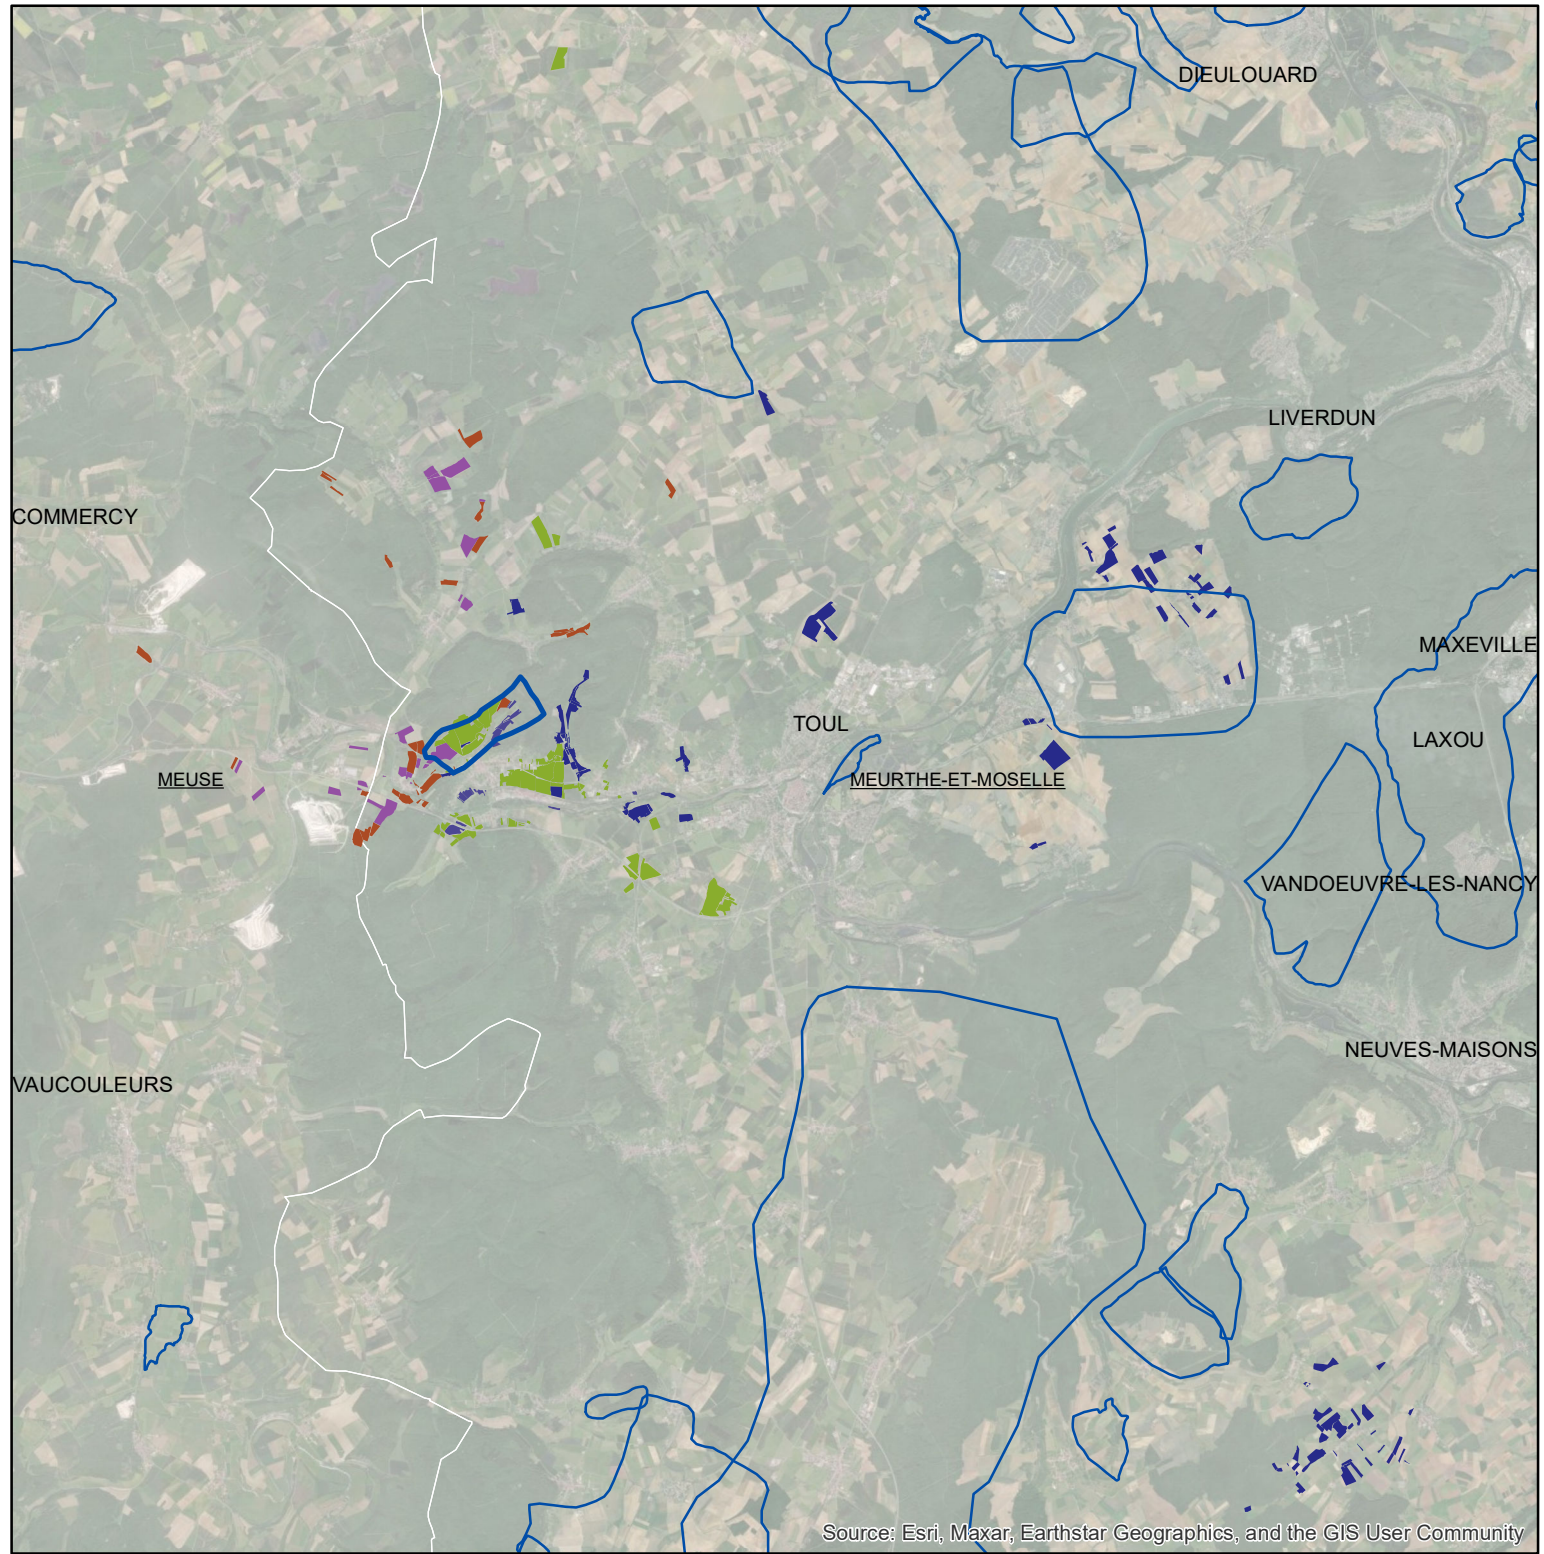 DIEULOUARD
LIVERDUN
COMMERCY
MAXEVILLE
TOUL
LAXOU
MEUSE
MEURTHE-ET-MOSELLE
VANDOEUVRE-LES-NANCY
NEUVES-MAISONS
VAUCOULEURS
Source: Esri, Maxar, Earthstar Geographics, and the GIS User Community